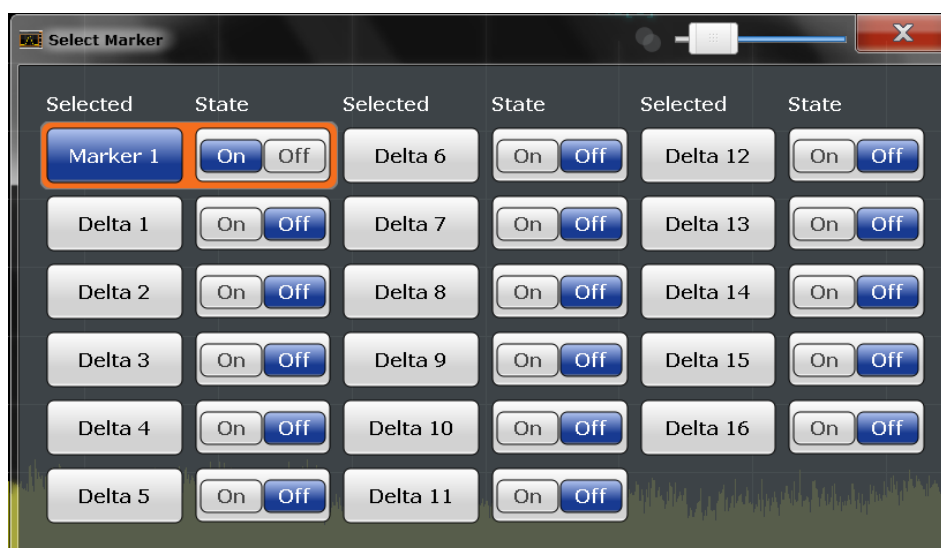 Select Marker
Selected State Selected State Selected State
Marker 1 On Off Delta 6 On Off Delta 12 On Off
Delta 1 On Off Delta 7 On Off Delta 13 On Off
Delta 2 On Off Delta 8 On Off Delta 14 On Off
Delta 3 On Off Delta 9 On Off Delta 15 On Off
Delta 4 On Off Delta 10 On Off Delta 16 On Off
Delta 5 On Off Delta 11 On Off